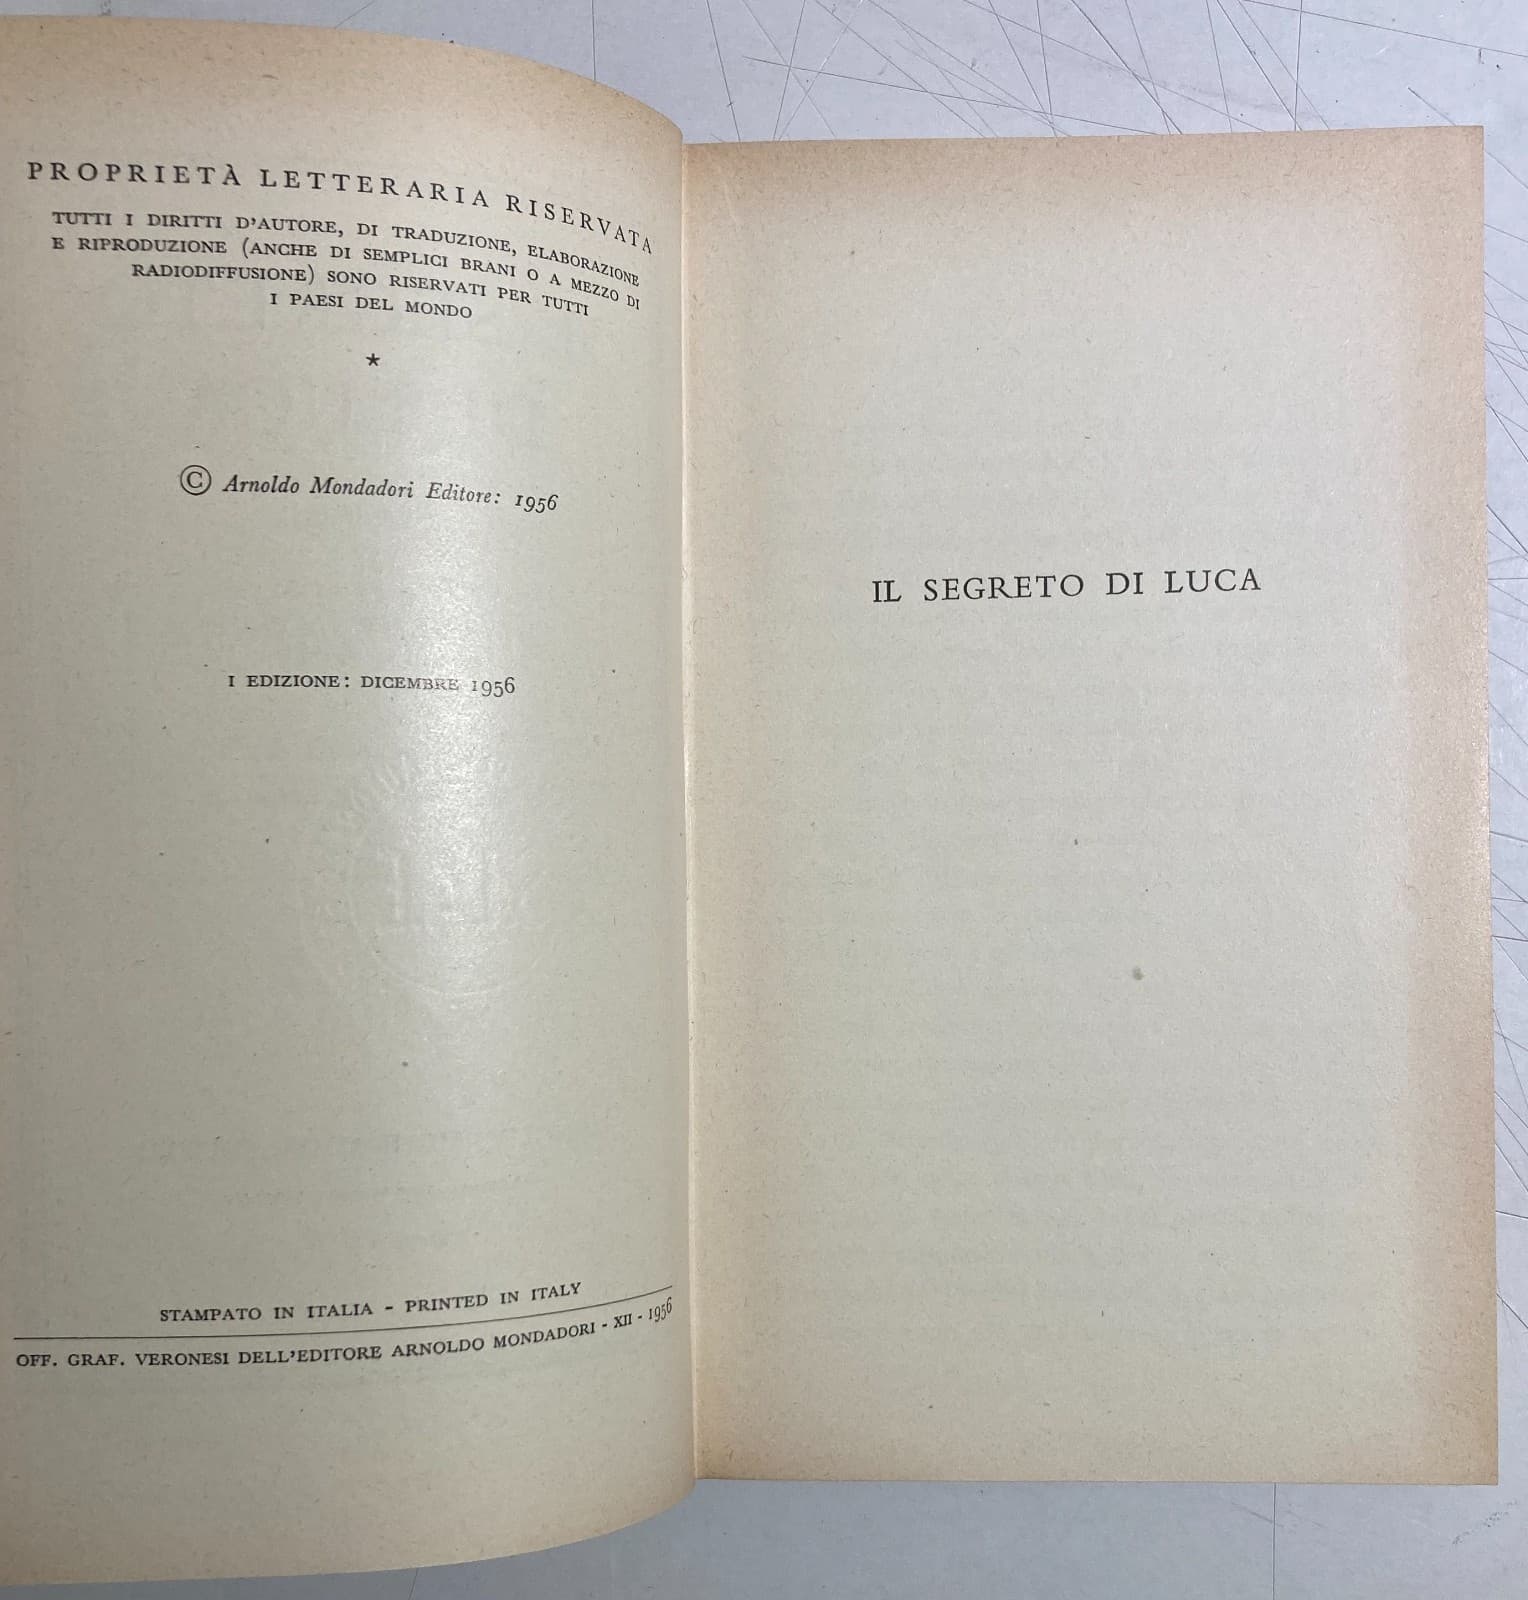 PROPRIETÀ LETTERARIA RISERVATA
TUTTI I DIRITTI D'AUTORE, DI TRADUZIONE, ELABORAZIONE
E RIPRODUZIONE (ANCHE DI SEMPLICI BRANI O A MEZZO DI
RADIODIFFUSIONE) SONO RISERVATI PER TUTTI
I PAESI DEL MONDO
★
© Arnoldo Mondadori Editore: 1956
I EDIZIONE: DICEMBRE 1956
STAMPATO IN ITALIA - PRINTED IN ITALY
OFF. GRAF. VERONESI DELL'EDITORE ARNOLDO MONDADORI - XII - 1956
IL SEGRETO DI LUCA